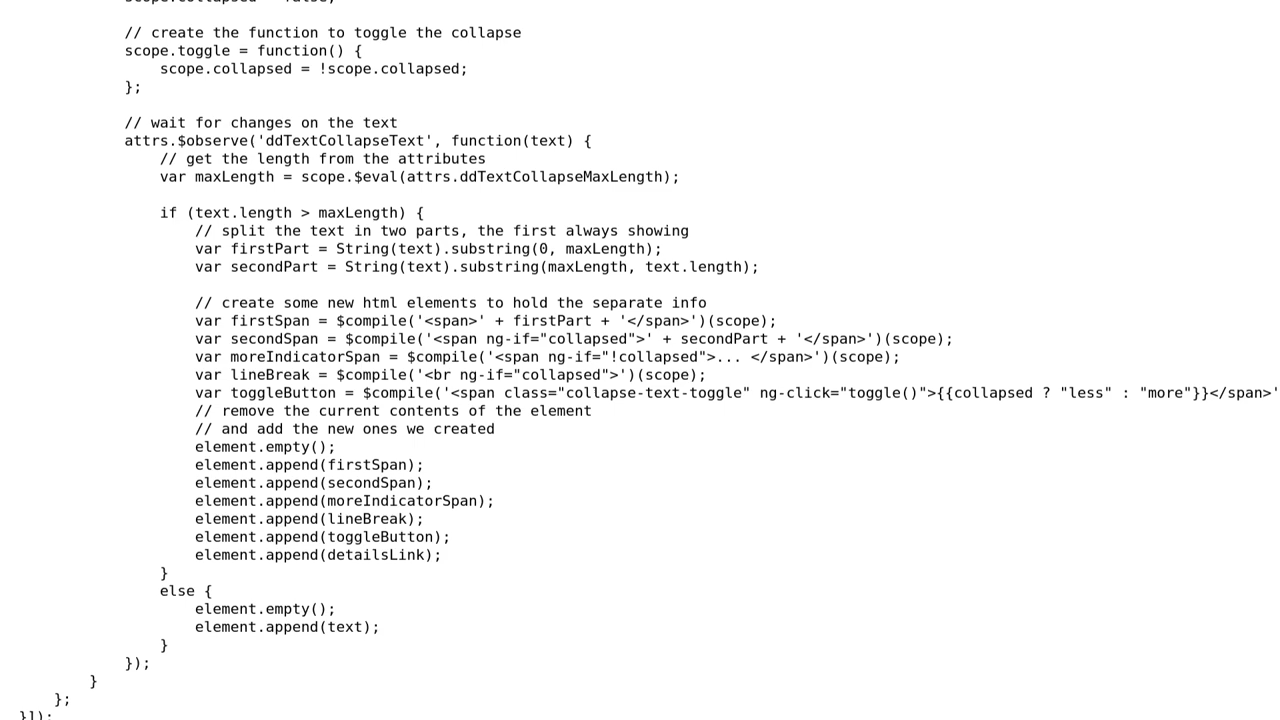 scope.collapsed = false;
// create the function to toggle the collapse
scope.toggle = function() {
scope.collapsed = !scope.collapsed;
};
// wait for changes on the text
attrs.$observe('ddTextCollapseText', function(text) {
// get the length from the attributes
var maxLength = scope.$eval(attrs.ddTextCollapseMaxLength);
if (text.length > maxLength) {
// split the text in two parts, the first always showing
var firstPart = String(text).substring(0, maxLength);
var secondPart = String(text).substring(maxLength, text.length);
// create some new html elements to hold the separate info
var firstSpan = $compile('<span>' + firstPart + '</span>')(scope);
var secondSpan = $compile('<span ng-if="collapsed">' + secondPart + '</span>')(scope);
var moreIndicatorSpan = $compile('<span ng-if="!collapsed">... </span>')(scope);
var lineBreak = $compile('<br ng-if="collapsed">')(scope);
var toggleButton = $compile('<span class="collapse-text-toggle" ng-click="toggle()">{{collapsed ? "less" : "more"}}</span>'
// remove the current contents of the element
// and add the new ones we created
element.empty();
element.append(firstSpan);
element.append(secondSpan);
element.append(moreIndicatorSpan);
element.append(lineBreak);
element.append(toggleButton);
element.append(detailsLink);
}
else {
element.empty();
element.append(text);
}
});
}
};
}]);